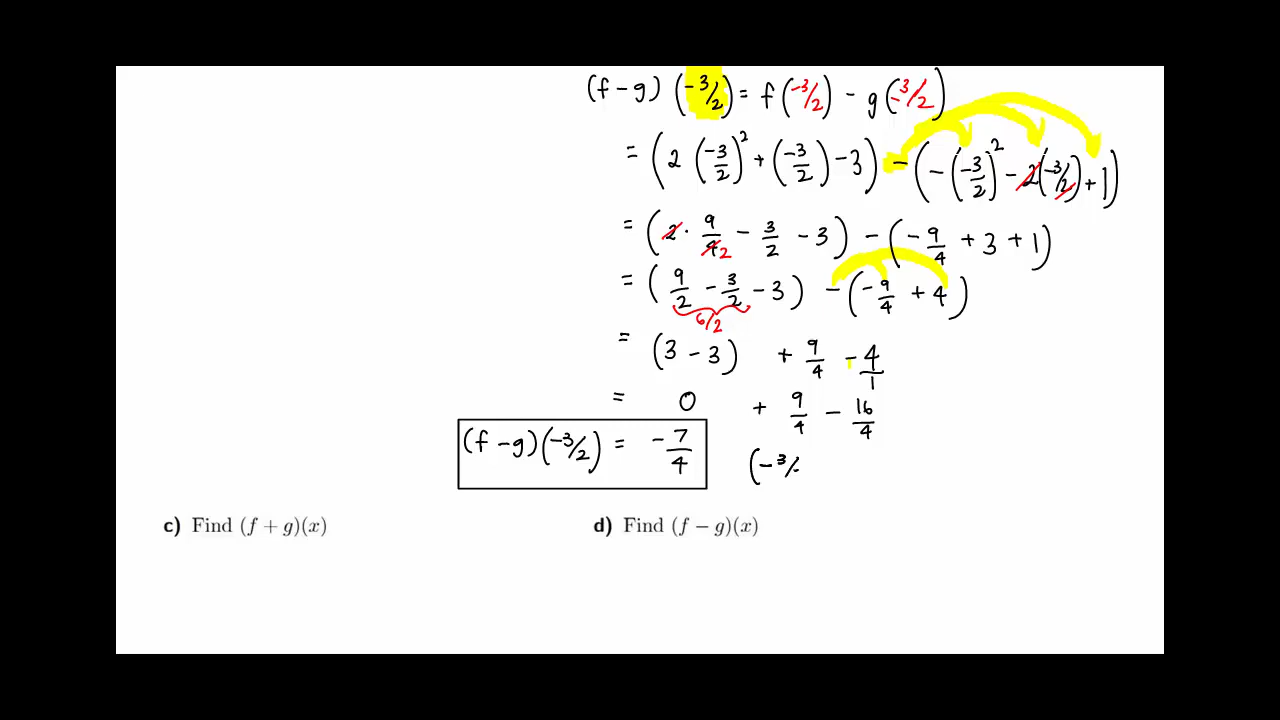 (f - g)(-3/2) = f(-3/2) - g(-3/2)
= (2(-3/2)² + (-3/2) - 3) - (-(-3/2)² - 2(-3/2) + 1)
= (2 · 9/4 2 - 3/2 - 3) - (-9/4 + 3 + 1)
= (9/2 - 3/2 - 3) - (-9/4 + 4)
6/2
= (3 - 3) + 9/4 - 4/1
= 0 + 9/4 - 16/4
(f - g)(-3/2) = -7/4 (-3/
c) Find (f + g)(x)
d) Find (f − g)(x)